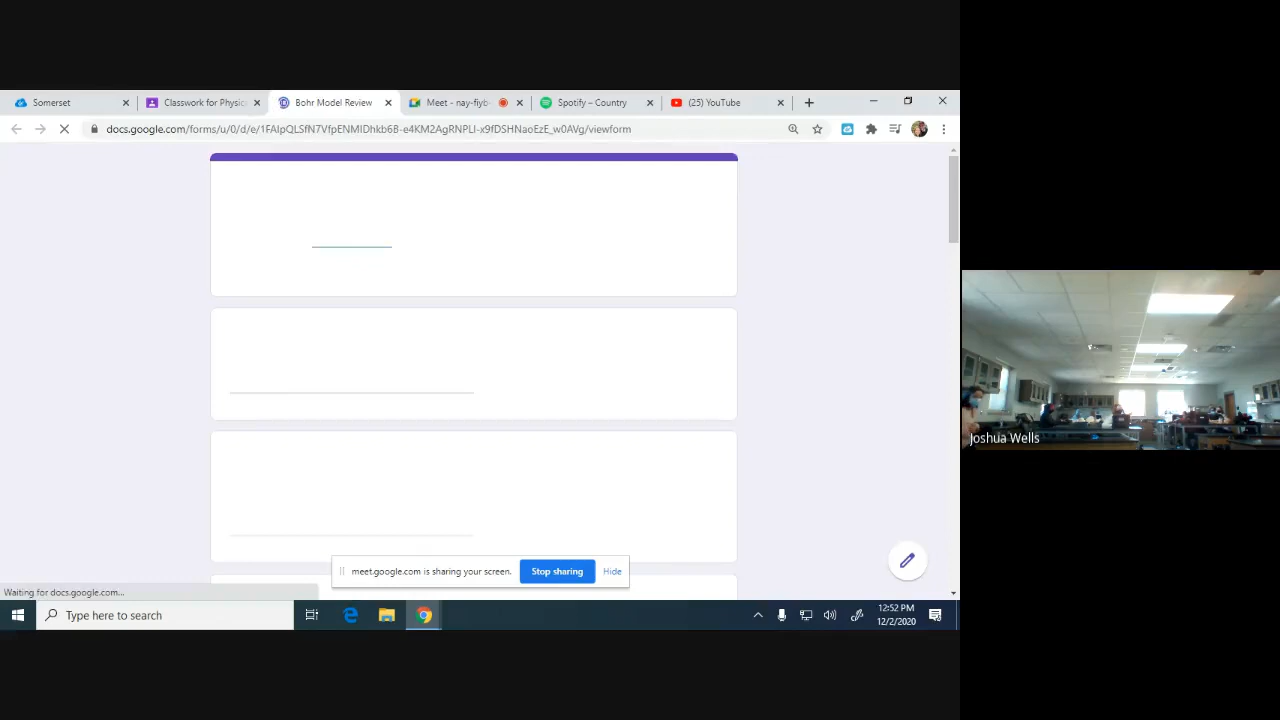 Somerset
Classwork for Physic
Bohr Model Review
Meet - nay-fiyb
Spotify – Country
(25) YouTube
docs.google.com/forms/u/0/d/e/1FAIpQLSfN7VfpENMIDhkb6B-e4KM2AgRNPLI-x9fDSHNaoEzE_w0AVg/viewform
meet.google.com is sharing your screen.
Stop sharing
Hide
Waiting for docs.google.com...
Type here to search
12:52 PM
12/2/2020
Joshua Wells